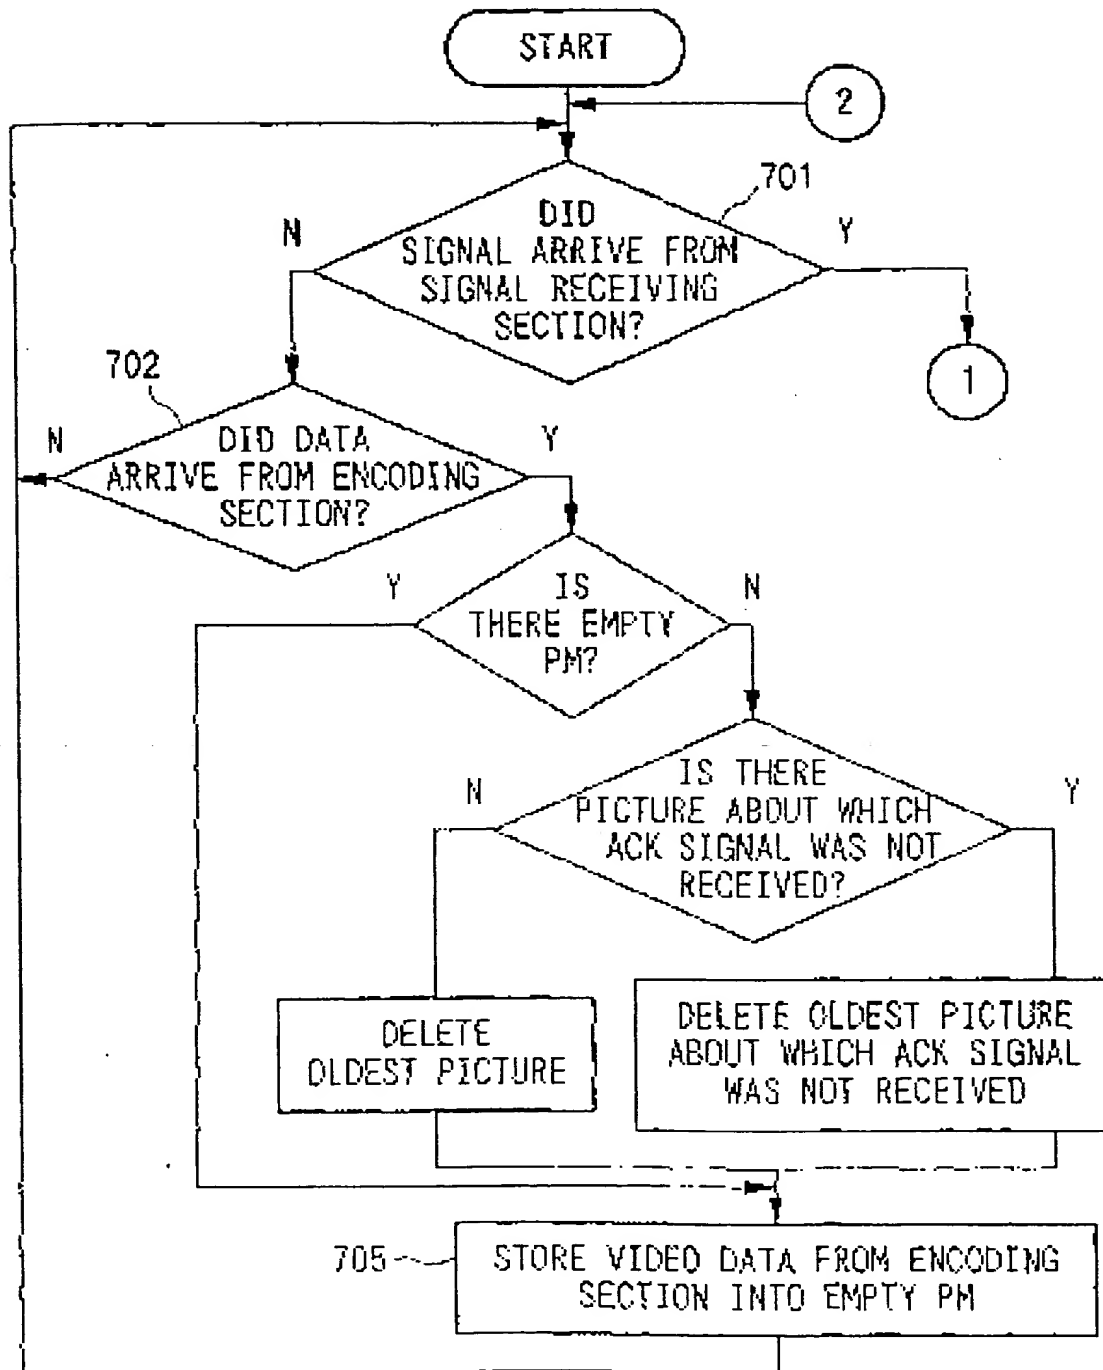 START
2
701
N
DID
SIGNAL ARRIVE FROM
SIGNAL RECEIVING
SECTION?
Y
1
702
N
DID DATA
ARRIVE FROM ENCODING
SECTION?
Y
Y
IS
THERE EMPTY
PM?
N
N
IS THERE
PICTURE ABOUT WHICH
ACK SIGNAL WAS NOT
RECEIVED?
Y
DELETE
OLDEST PICTURE
DELETE OLDEST PICTURE
ABOUT WHICH ACK SIGNAL
WAS NOT RECEIVED
705
STORE VIDEO DATA FROM ENCODING
SECTION INTO EMPTY PM